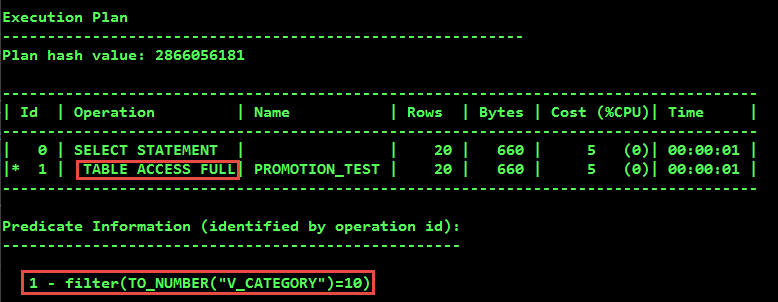 Execution Plan
----------------------------------------------------------
Plan hash value: 2866056181

------------------------------------------------------------------------------------
| Id  | Operation         | Name           | Rows  | Bytes | Cost (%CPU)| Time     |
------------------------------------------------------------------------------------
|   0 | SELECT STATEMENT  |                |    20 |   660 |     5   (0)| 00:00:01 |
|*  1 |  TABLE ACCESS FULL| PROMOTION_TEST |    20 |   660 |     5   (0)| 00:00:01 |
------------------------------------------------------------------------------------

Predicate Information (identified by operation id):
---------------------------------------------------

   1 - filter(TO_NUMBER("V_CATEGORY")=10)